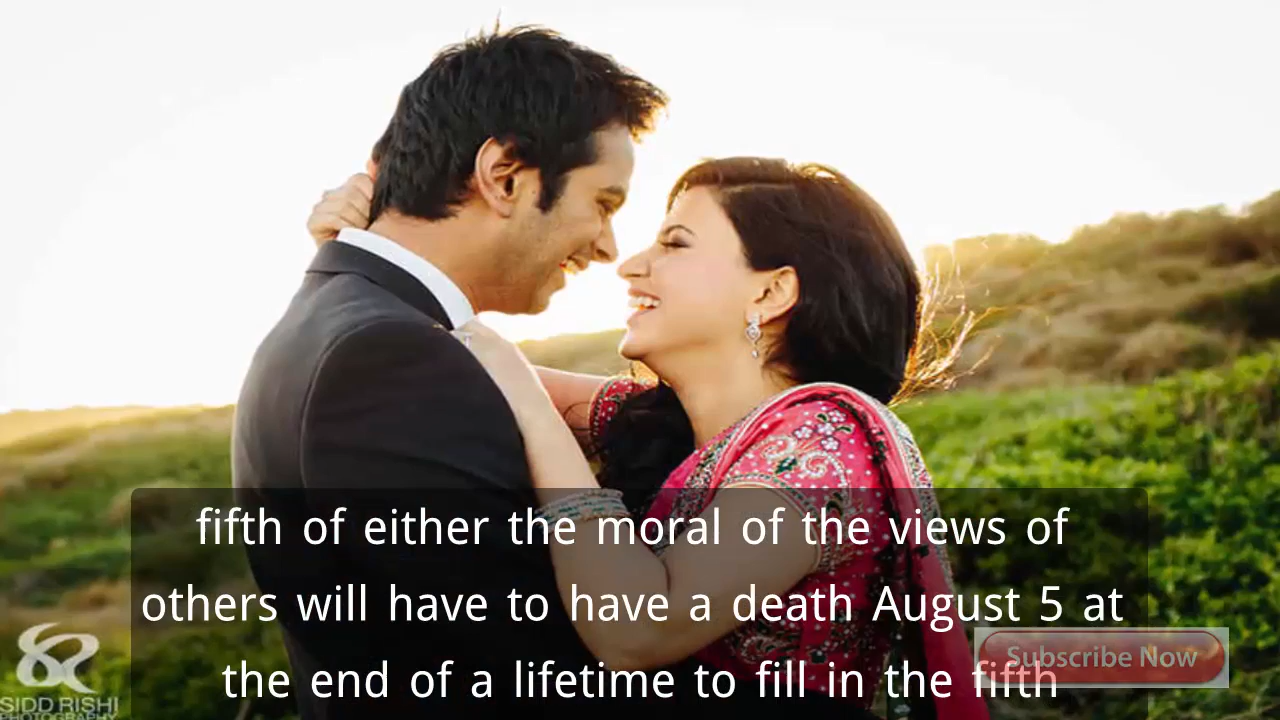 fifth of either the moral of the views of
others will have to have a death August 5 at
the end of a lifetime to fill in the fifth
Subscribe Now
SIDD RISHI
PHOTOGRAPHY